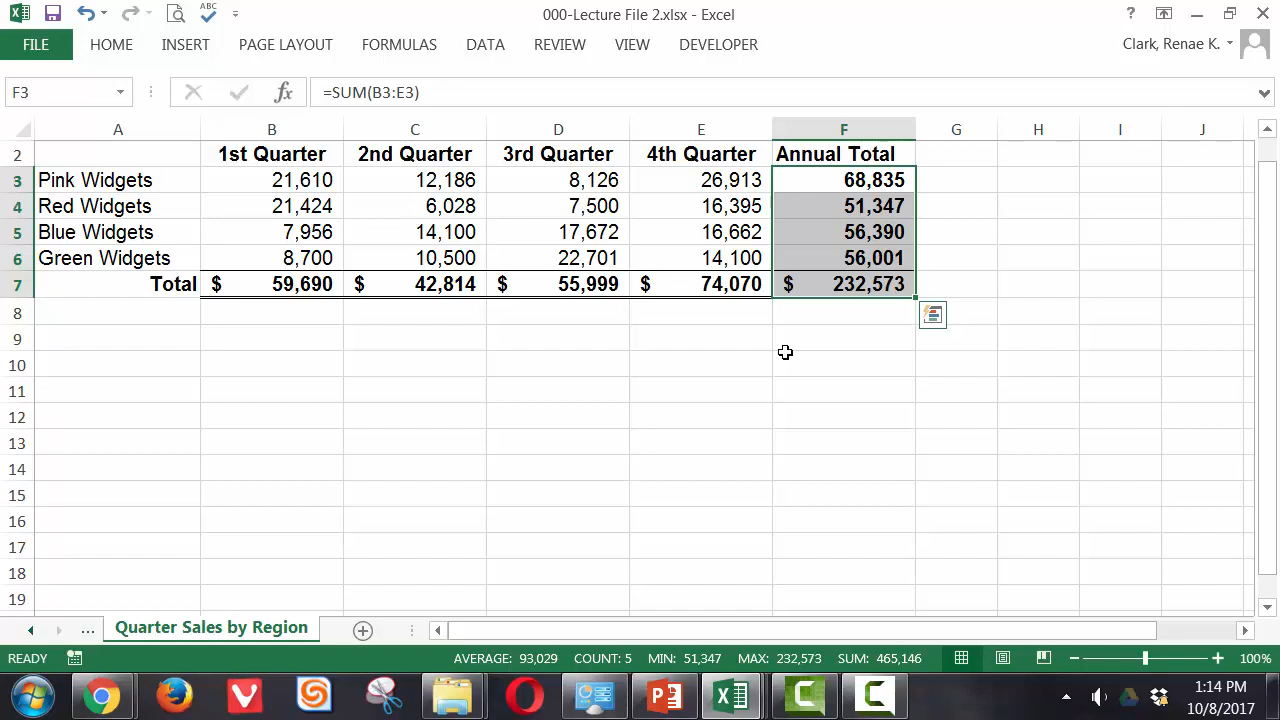 ABC
000-Lecture File 2.xlsx - Excel
?
FILE HOME INSERT PAGE LAYOUT FORMULAS DATA REVIEW VIEW DEVELOPER Clark, Renae K.
F3 fx =SUM(B3:E3)
A B C D E F G H I J
2 1st Quarter 2nd Quarter 3rd Quarter 4th Quarter Annual Total
3 Pink Widgets 21,610 12,186 8,126 26,913 68,835
4 Red Widgets 21,424 6,028 7,500 16,395 51,347
5 Blue Widgets 7,956 14,100 17,672 16,662 56,390
6 Green Widgets 8,700 10,500 22,701 14,100 56,001
7 Total $ 59,690 $ 42,814 $ 55,999 $ 74,070 $ 232,573
8
9
10
11
12
13
14
15
16
17
18
19
... Quarter Sales by Region
READY AVERAGE: 93,029 COUNT: 5 MIN: 51,347 MAX: 232,573 SUM: 465,146 100%
1:14 PM
10/8/2017